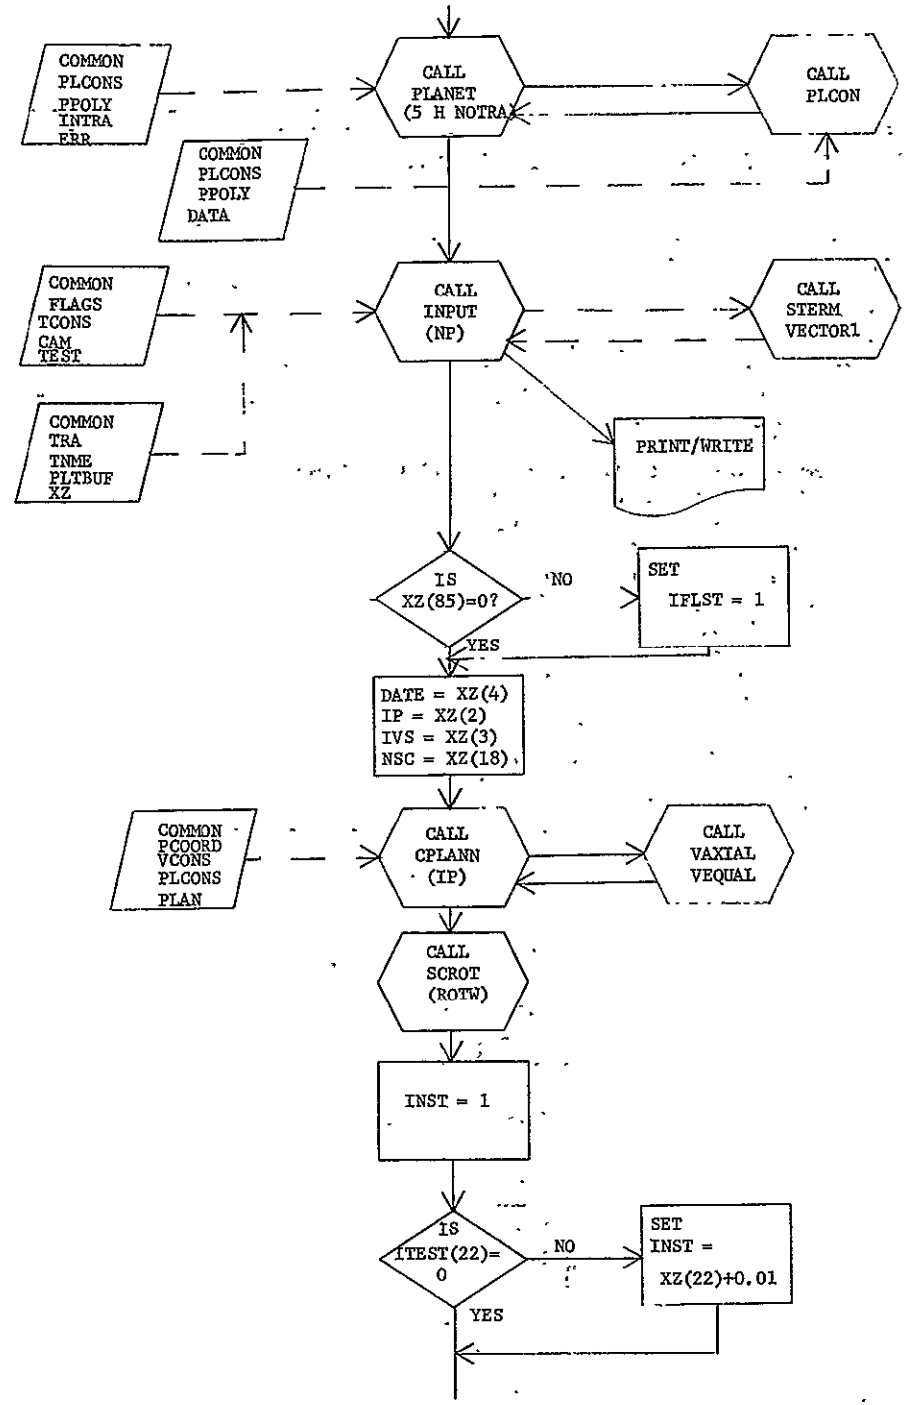 COMMON
PLCONS
PPOLY
INTRA
ERR
CALL
PLANET
(5 H NOTRA)
CALL
PLCON
COMMON
PLCONS
PPOLY
DATA
COMMON
FLAGS
TCONS
CAM
TEST
CALL
INPUT
(NP)
CALL
STERM
VECTOR1
COMMON
TRA
TNME
PLTBUF
XZ
PRINT/WRITE
IS
XZ(85)=0?
NO
SET
IFLST = 1
YES
DATE = XZ(4)
IP = XZ(2)
IVS = XZ(3)
NSC = XZ(18)
COMMON
PCOORD
VCONS
PLCONS
PLAN
CALL
CPLANN
(IP)
CALL
VAXIAL
VEQUAL
CALL
SCROT
(ROTW)
INST = 1
IS
ITEST(22)=
0
NO
SET
INST =
XZ(22)+0.01
YES